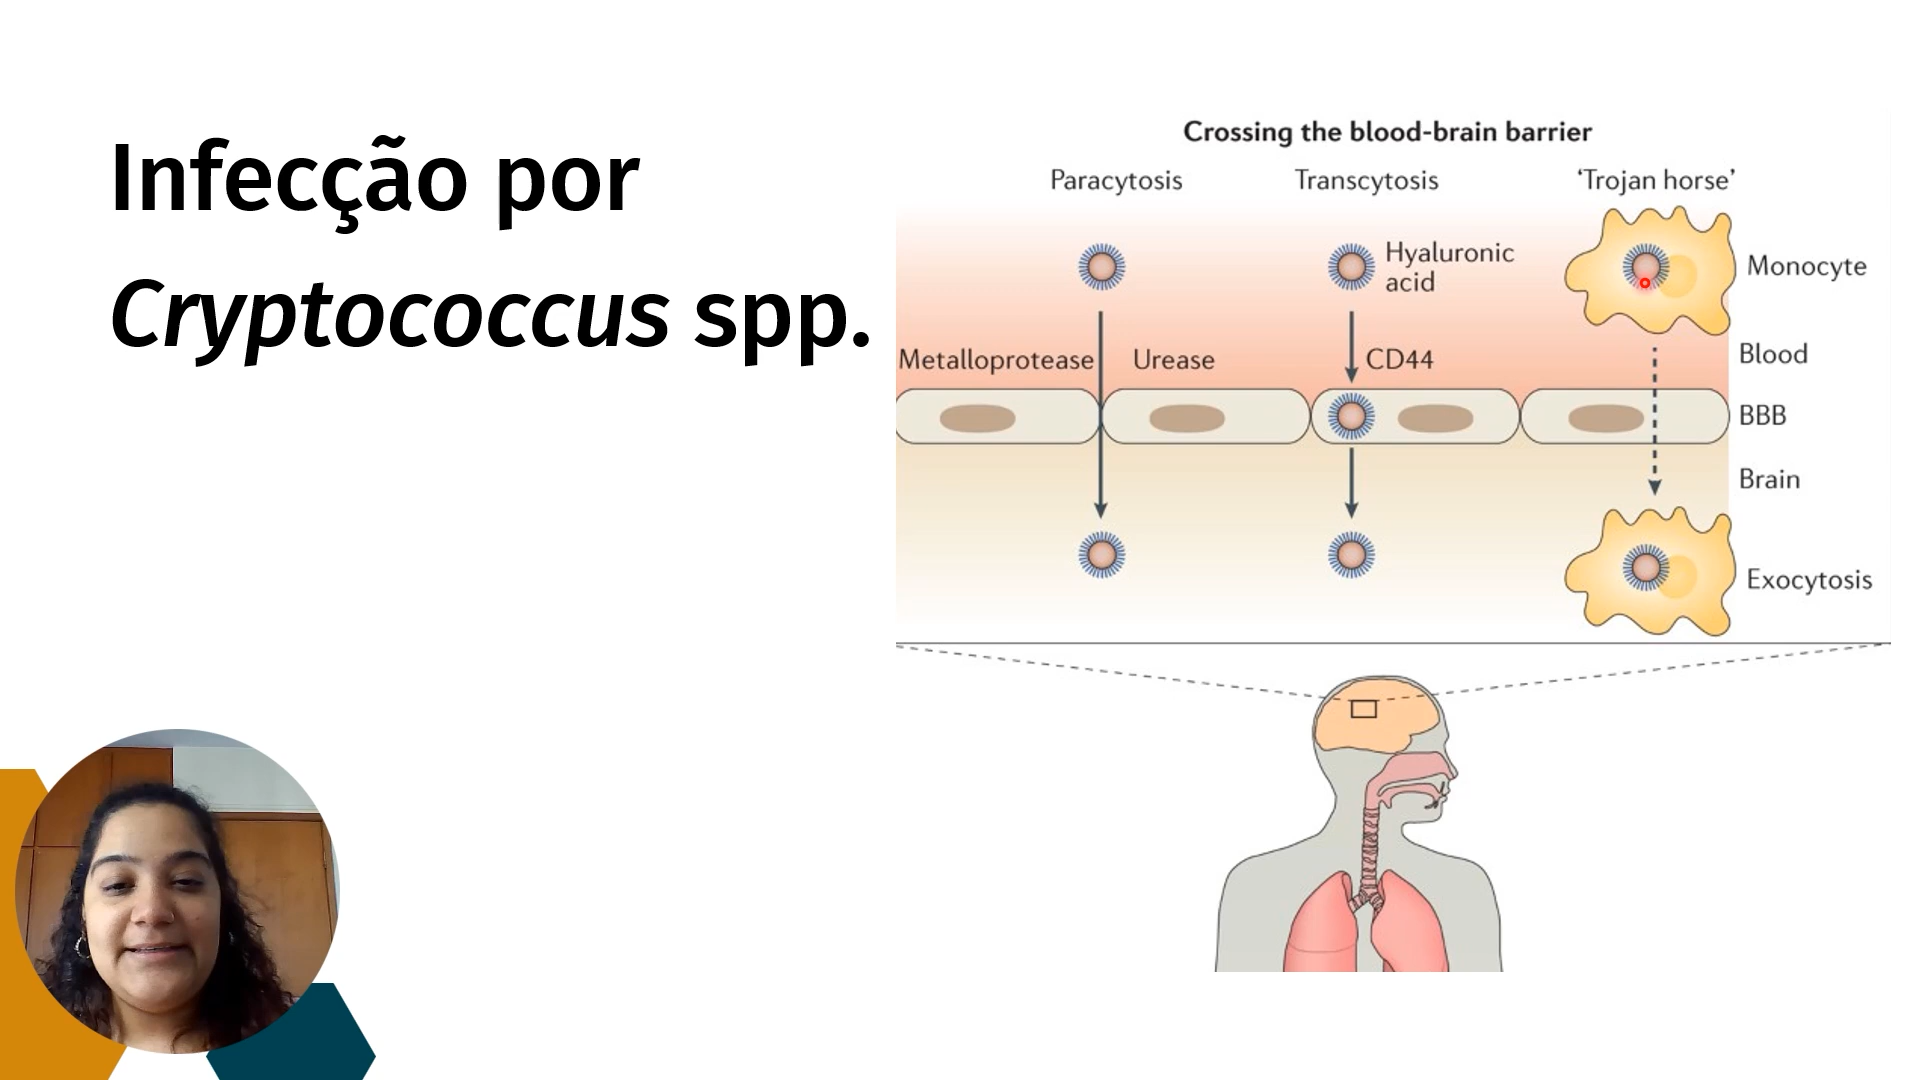 Infecção por
Cryptococcus spp.
Crossing the blood-brain barrier
Paracytosis
Transcytosis
‘Trojan horse’
Hyaluronic
acid
Monocyte
Metalloprotease
Urease
CD44
Blood
BBB
Brain
Exocytosis